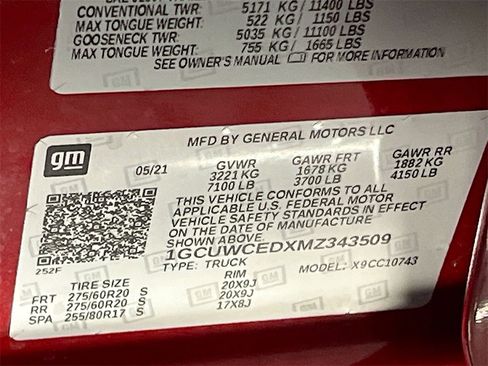 CONVENTIONAL TWR: 5171 KG / 11400 LBS
MAX TONGUE WEIGHT: 522 KG / 1150 LBS
GOOSENECK TWR: 5035 KG / 11100 LBS
MAX TONGUE WEIGHT: 755 KG / 1665 LBS
SEE OWNER'S MANUAL FOR MORE INFORMATION
gm
MFD BY GENERAL MOTORS LLC
05/21 GVWR GAWR FRT GAWR RR
3221 KG 1678 KG 1882 KG
7100 LB 3700 LB 4150 LB
THIS VEHICLE CONFORMS TO ALL
APPLICABLE U.S. FEDERAL MOTOR
VEHICLE SAFETY STANDARDS IN EFFECT
ON THE DATE OF MANUFACTURE
SHOWN ABOVE.
1GCUWCEDXMZ343509
252F
TYPE: TRUCK MODEL: X9CC10743
TIRE SIZE RIM
FRT 275/60R20 S 20X9J
RR 275/60R20 S 20X9J
SPA 255/80R17 S 17X8J